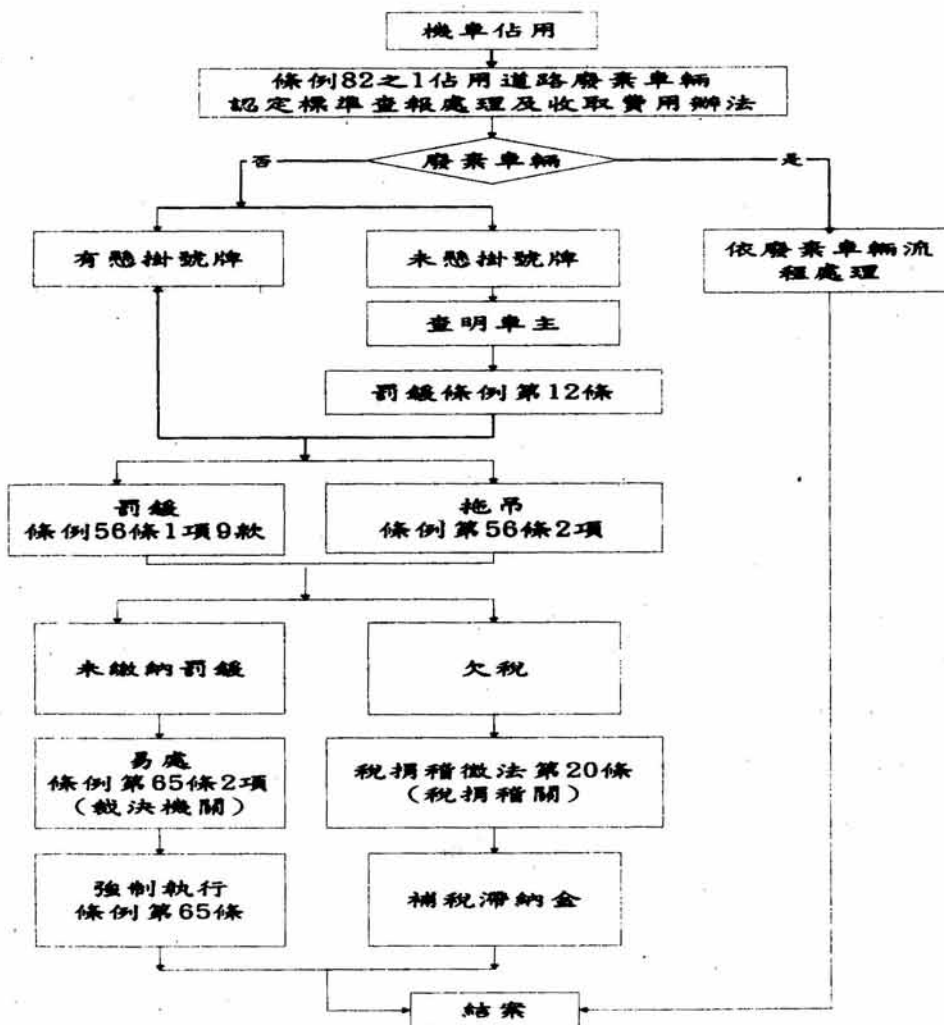 機車佔用
條例82之1佔用道路廢棄車輛
認定標準查報處理及收取費用辦法
否
廢棄車輛
是
有懸掛號牌
未懸掛號牌
依廢棄車輛流
程處理
查明車主
罰鍰條例第12條
罰鍰
條例56條1項9款
拖吊
條例第56條2項
未繳納罰鍰
欠稅
易處
條例第65條2項
(裁決機關)
稅捐稽徵法第20條
(稅捐稽關)
強制執行
條例第65條
補稅滯納金
結案